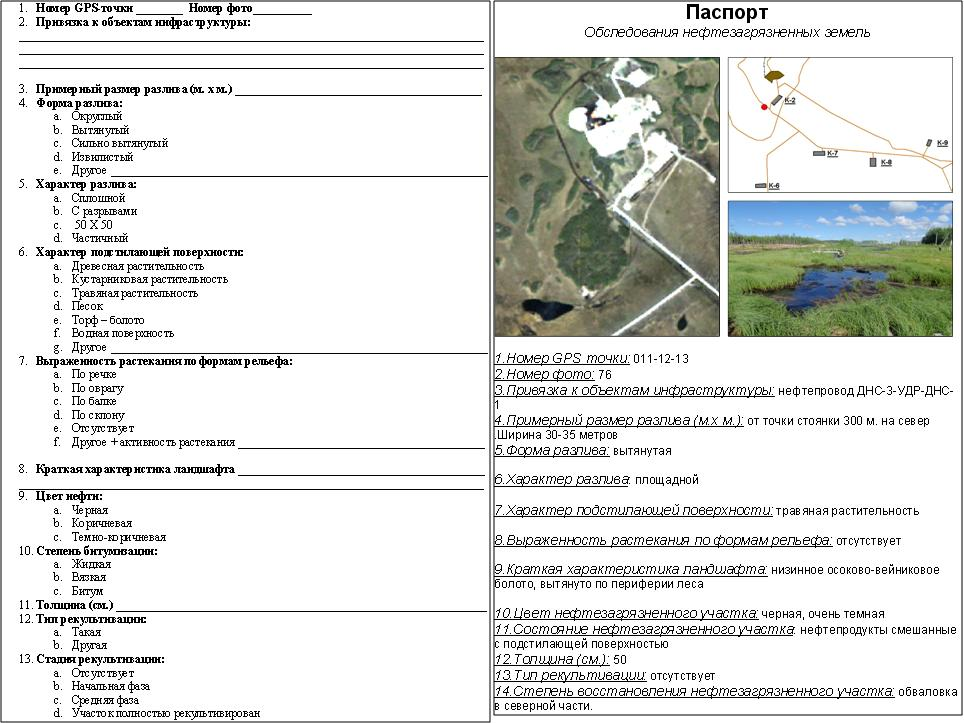 1. Номер GPS-точки ________ Номер фото__________
2. Привязка к объектам инфраструктуры:
3. Примерный размер разлива (м. х м.) ____________________
4. Форма разлива:
a. Округлый
b. Вытянутый
c. Сильно вытянутый
d. Извилистый
e. Другое ____________________
5. Характер разлива:
a. Сплошной
b. С разрывами
c. 50 Х 50
d. Частичный
6. Характер подстилающей поверхности:
a. Древесная растительность
b. Кустарниковая растительность
c. Травяная растительность
d. Песок
e. Торф – болото
f. Водная поверхность
g. Другое ____________________
7. Выраженность растекания по формам рельефа:
a. По речке
b. По оврагу
c. По балке
d. По склону
e. Отсутствует
f. Другое + активность растекания ____________________
8. Краткая характеристика ландшафта ____________________
9. Цвет нефти:
a. Черная
b. Коричневая
c. Темно-коричневая
10. Степень битумизации:
a. Жидкая
b. Вязкая
c. Битум
11. Толщина (см.) ____________________
12. Тип рекультивации:
a. Такая
b. Другая
13. Стадия рекультивации:
a. Отсутствует
b. Начальная фаза
c. Средняя фаза
d. Участок полностью рекультивирован
Паспорт
Обследования нефтезагрязненных земель
К-2
К-9
К-7
К-8
К-6
1.Номер GPS точки: 011-12-13
2.Номер фото: 76
3.Привязка к объектам инфраструктуры: нефтепровод ДНС-3-УДР-ДНС-
1
4.Примерный размер разлива (м.х м.): от точки стоянки 300 м. на север
.Ширина 30-35 метров
5.Форма разлива: вытянутая
6.Характер разлива: площадной
7.Характер подстилающей поверхности: травяная растительность
8.Выраженность растекания по формам рельефа: отсутствует
9.Краткая характеристика ландшафта: низинное осоково-вейниковое
болото, вытянуто по периферии леса
10.Цвет нефтезагрязненного участка: черная, очень темная
11.Состояние нефтезагрязненного участка: нефтепродукты смешанные
с подстилающей поверхностью
12.Толщина (см.): 50
13.Тип рекультивации: отсутствует
14.Степень восстановления нефтезагрязненного участка: обваловка
в северной части.